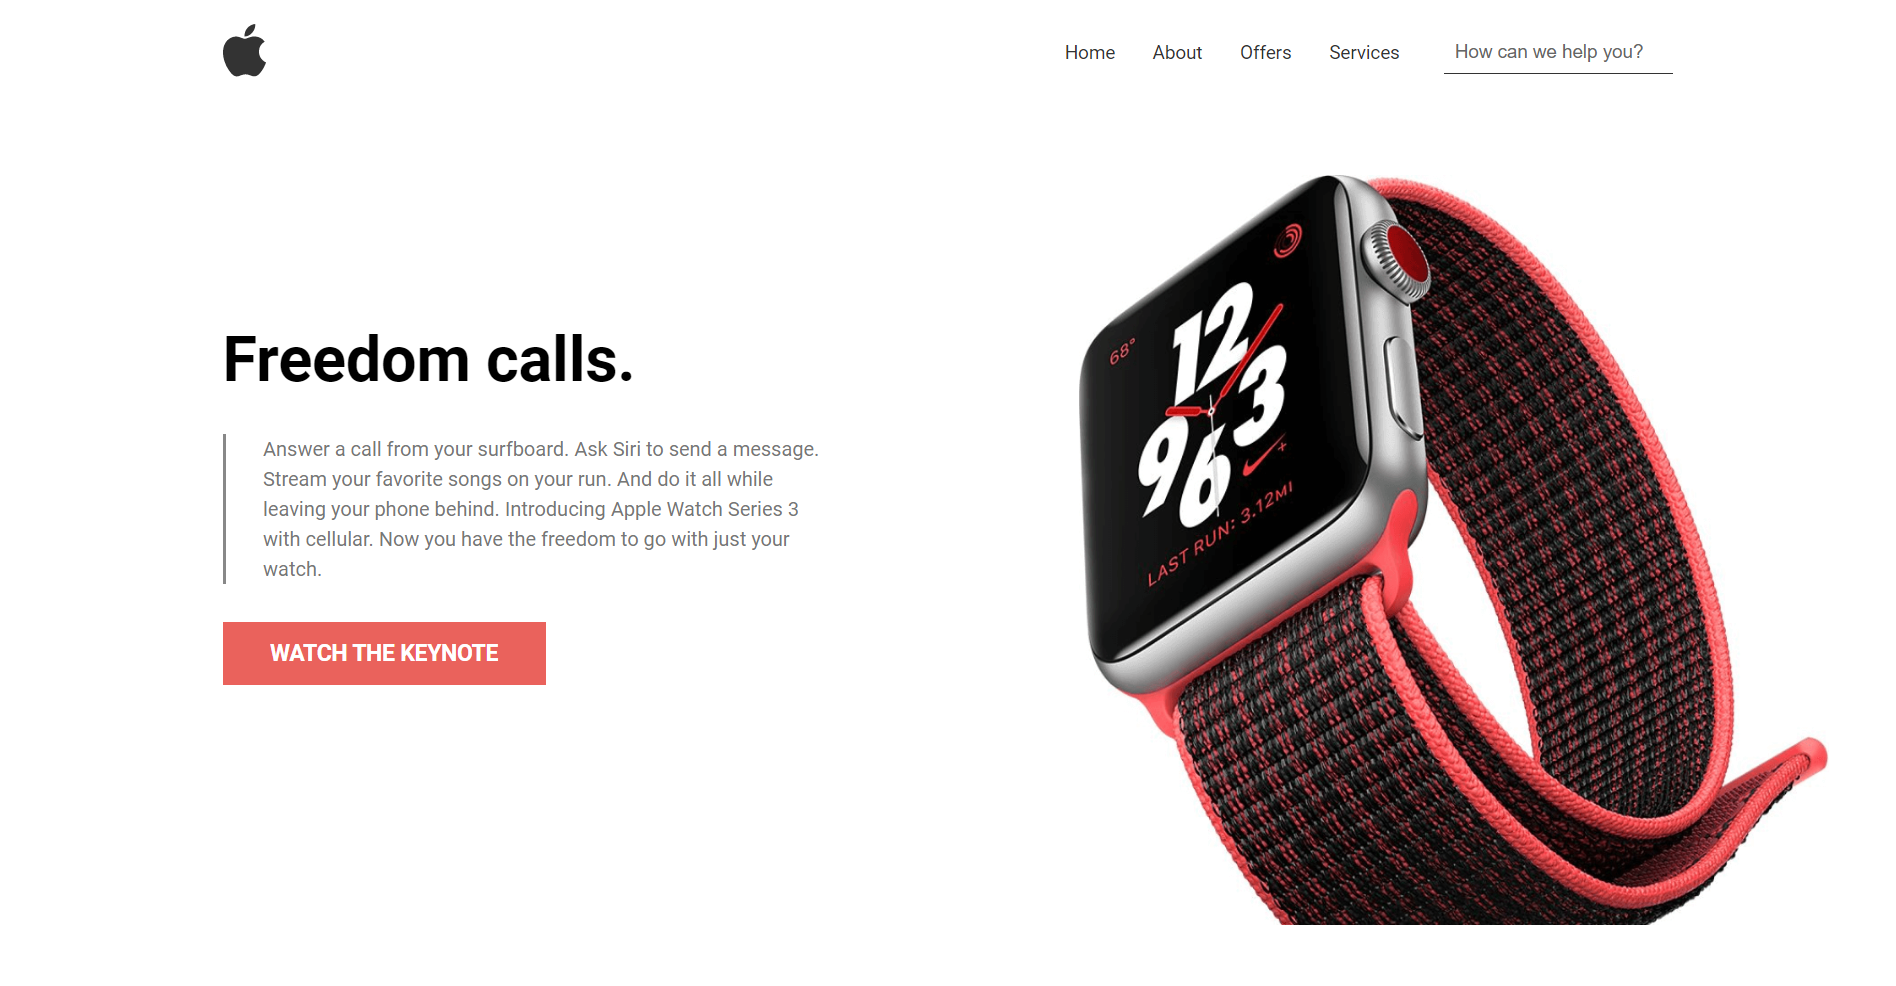 Home About Offers Services How can we help you?
Freedom calls.
Answer a call from your surfboard. Ask Siri to send a message.
Stream your favorite songs on your run. And do it all while
leaving your phone behind. Introducing Apple Watch Series 3
with cellular. Now you have the freedom to go with just your
watch.
WATCH THE KEYNOTE
68°
12
3
9
6
+
LAST RUN: 3.12MI